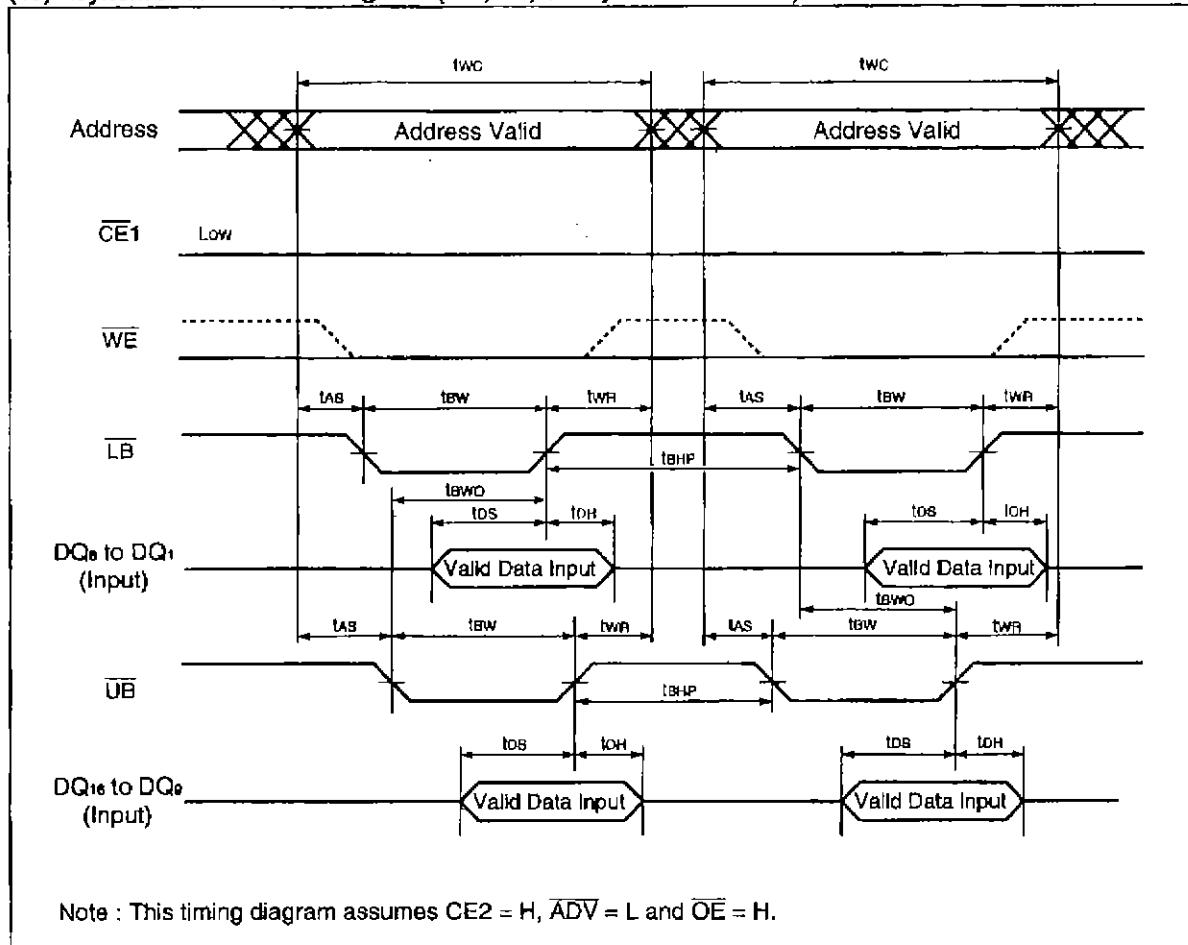 tWC tWC
Address Address Valid Address Valid
CE1 Low
WE
tAS tBW tWR tAS tBW tWR
LB
tBHP
tBWO
tDS tDH tDS tDH
DQ8 to DQ1
(Input)
Valid Data Input Valid Data Input
tBWO
tAS tBW tWR tAS tBW tWR
UB
tBHP
tDS tDH tDS tDH
DQ16 to DQ9
(Input)
Valid Data Input Valid Data Input
Note : This timing diagram assumes CE2 = H, ADV = L and OE = H.